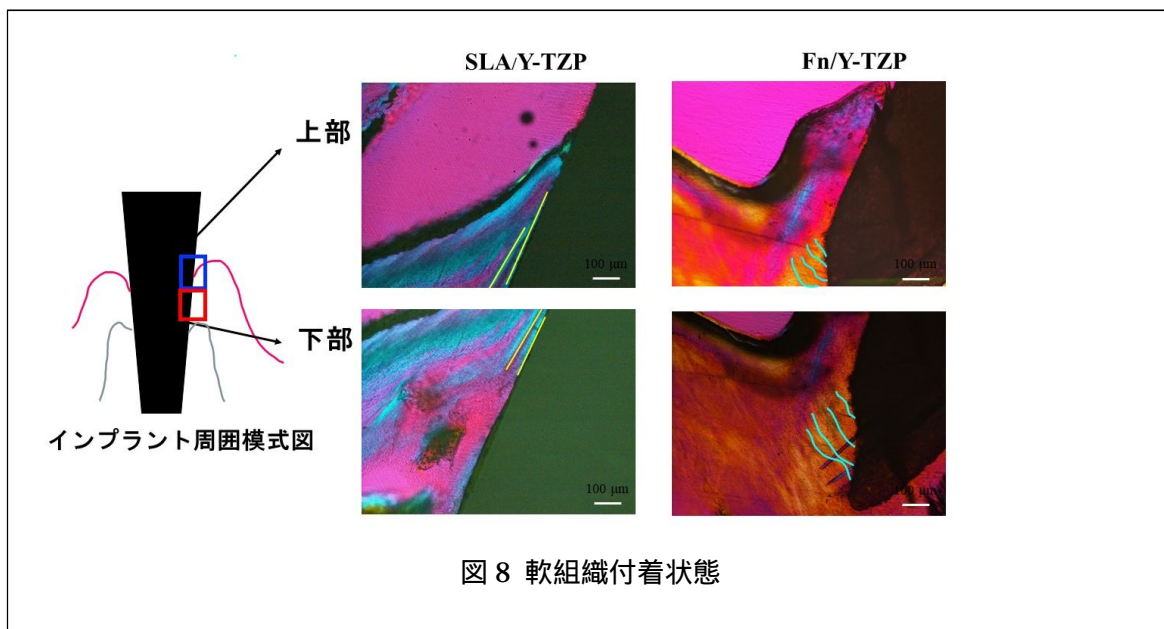 SLA/Y-TZP
Fn/Y-TZP
上部
下部
インプラント周囲模式図
100 μm
100 μm
100 μm
100 μm
図 8 軟組織付着状態